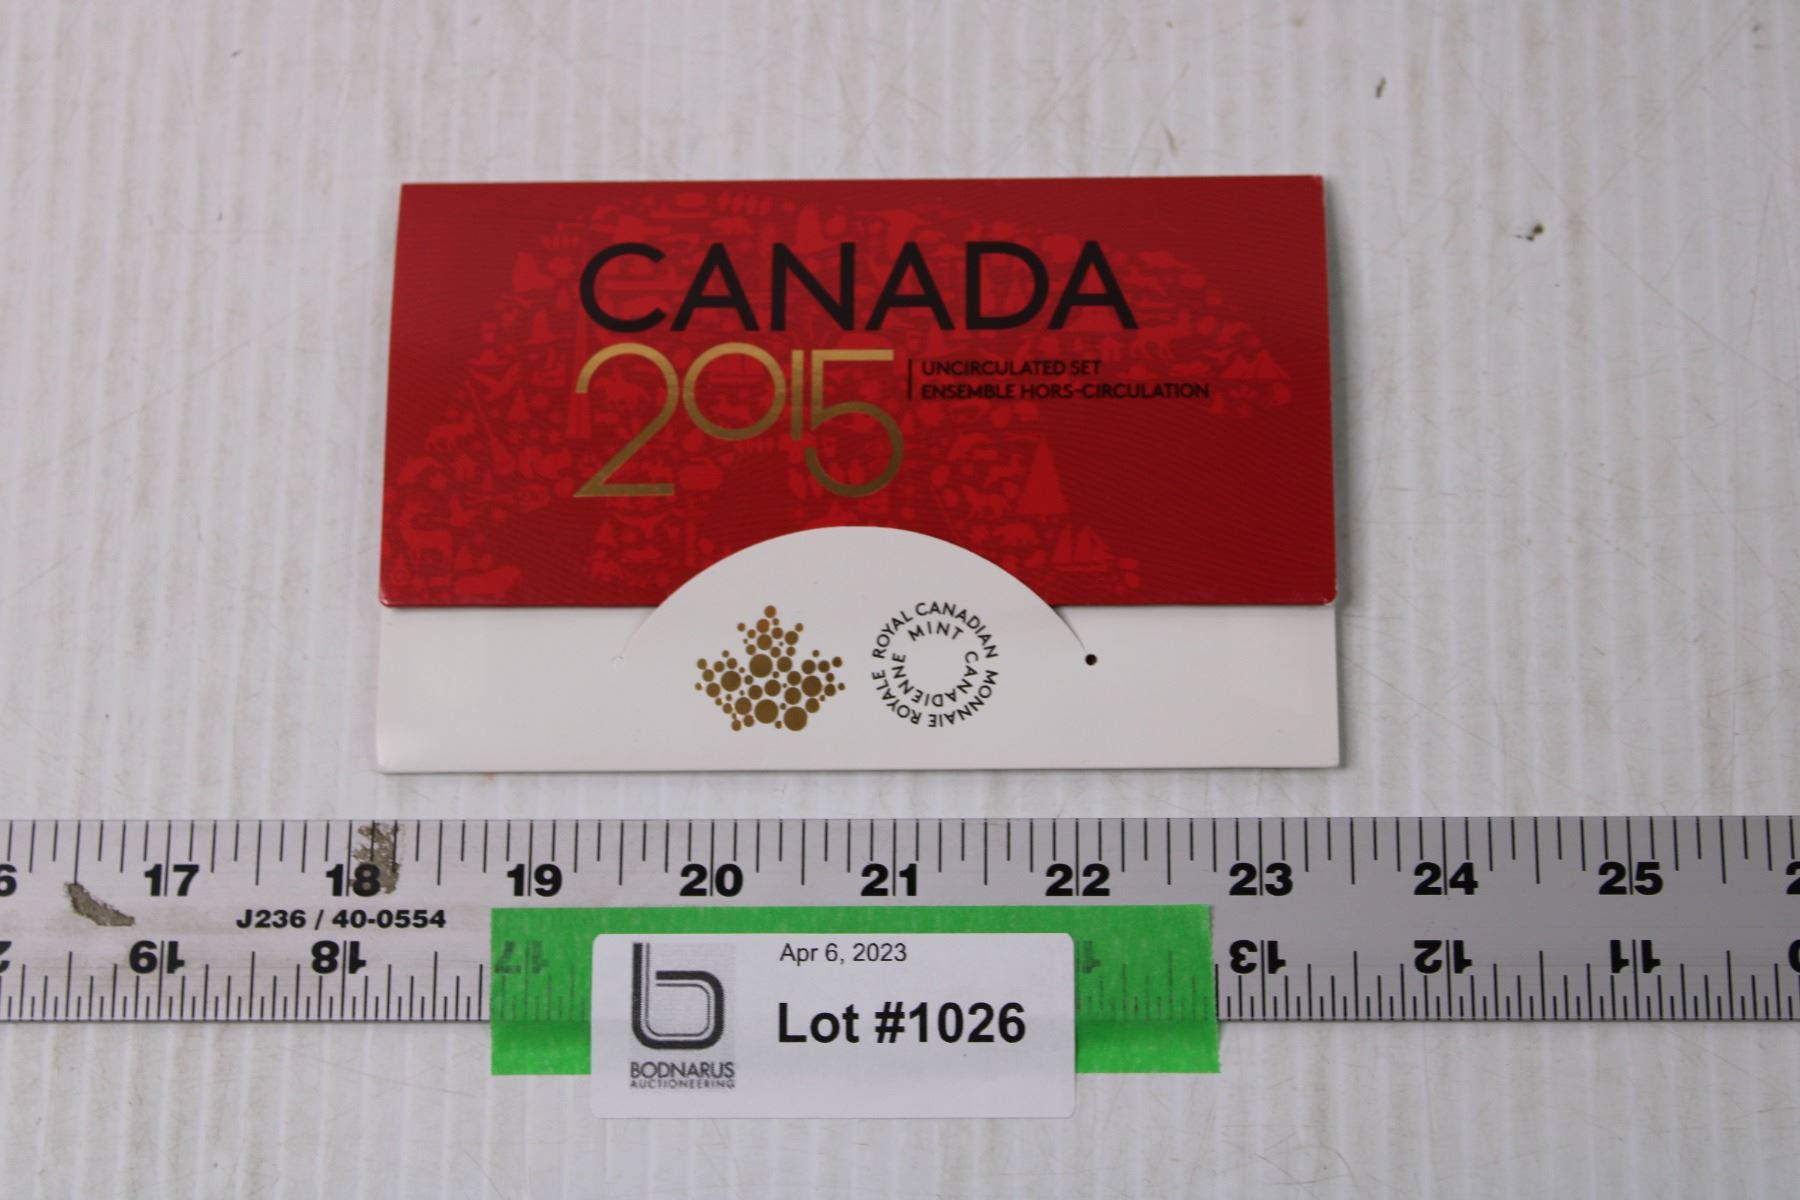 CANADA
2015
UNCIRCULATED SET
ENSEMBLE HORS-CIRCULATION
ROYAL CANADIAN MINT
MONNAIE ROYALE CANADIENNE
6 17 18 19 20 21 22 23 24 25 2
J236 / 40-0554
19 18 17 13 12 11
Apr 6, 2023
Lot #1026
BODNARUS
AUCTIONEERING